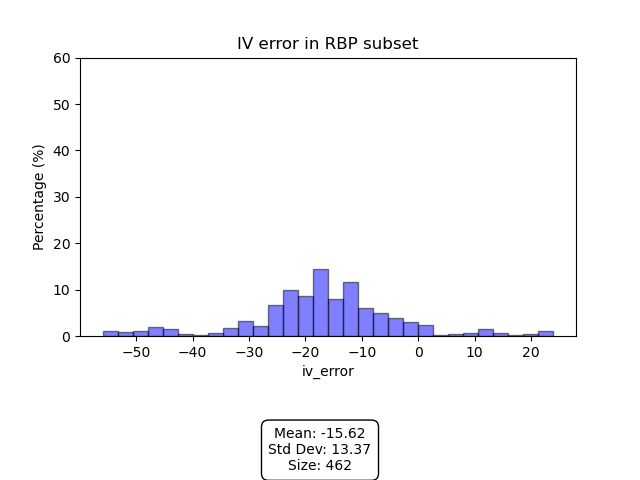 IV error in RBP subset
60
50
40
30
20
10
0
Percentage (%)
−50 −40 −30 −20 −10 0 10 20
iv_error
Mean: -15.62
Std Dev: 13.37
Size: 462